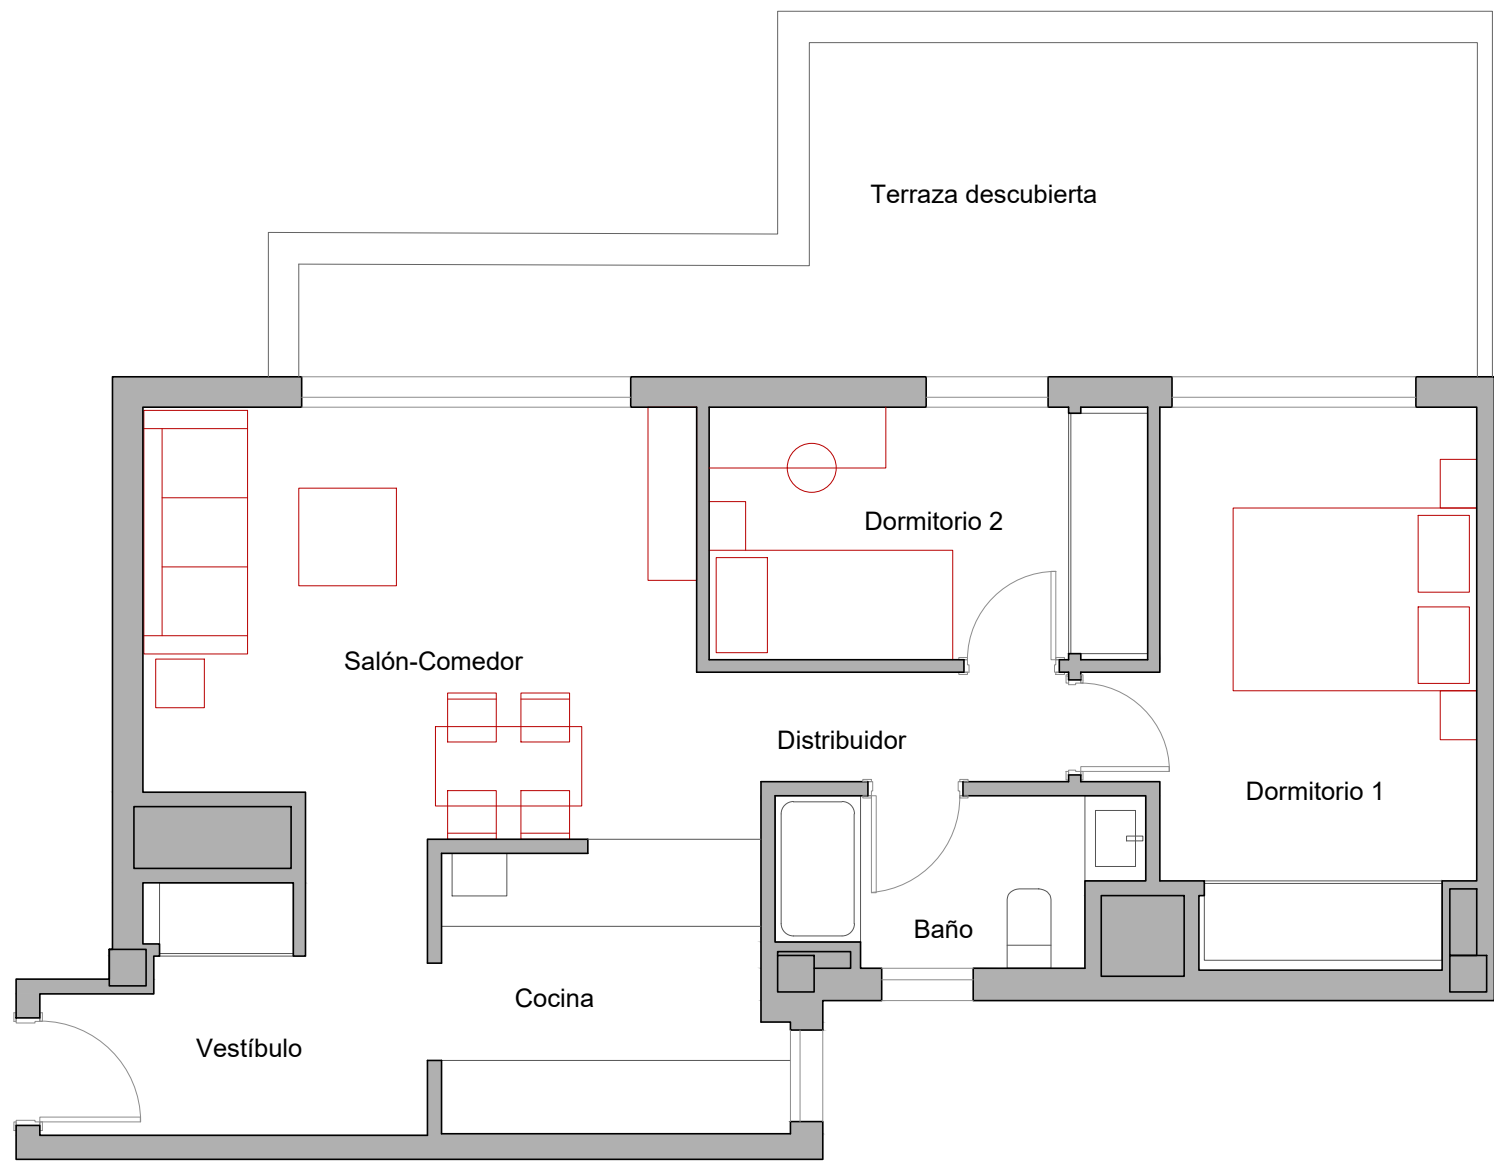 Terraza descubierta
Dormitorio 2
Salón-Comedor
Distribuidor
Dormitorio 1
Baño
Cocina
Vestíbulo